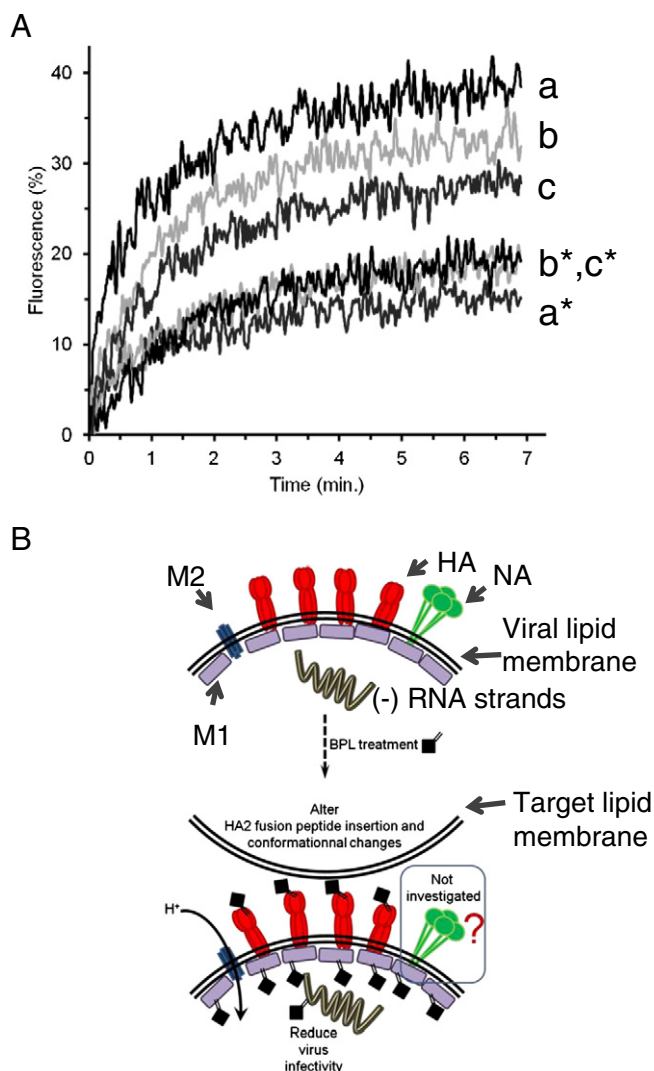 A
40
30
20
10
0
Fluorescence (%)
a
b
c
b*,c*
a*
0 1 2 3 4 5 6 7
Time (min.)
B
M2
HA
NA
Viral lipid
membrane
(-) RNA strands
M1
BPL treatment
Target lipid
membrane
Alter
HA2 fusion peptide insertion and
conformationnal changes
Not
investigated
?
H+
Reduce
virus
infectivity